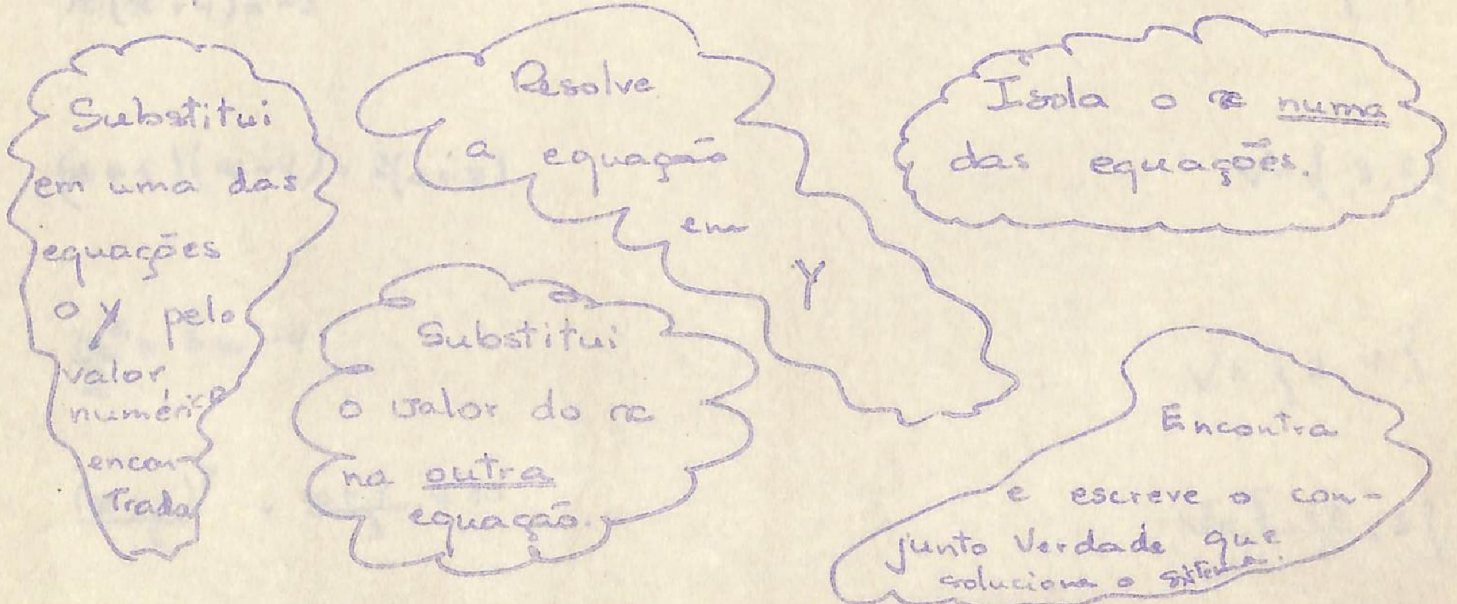 Substitui
em uma das
equações
o y pelo
valor
numérico
encon-
trada
Resolve
a equação
em
Y
Isola o x numa
das equações.
Substitui
o valor do x
na outra
equação.
Encontra
e escreve o con-
junto Verdade que
soluciona o sistema.